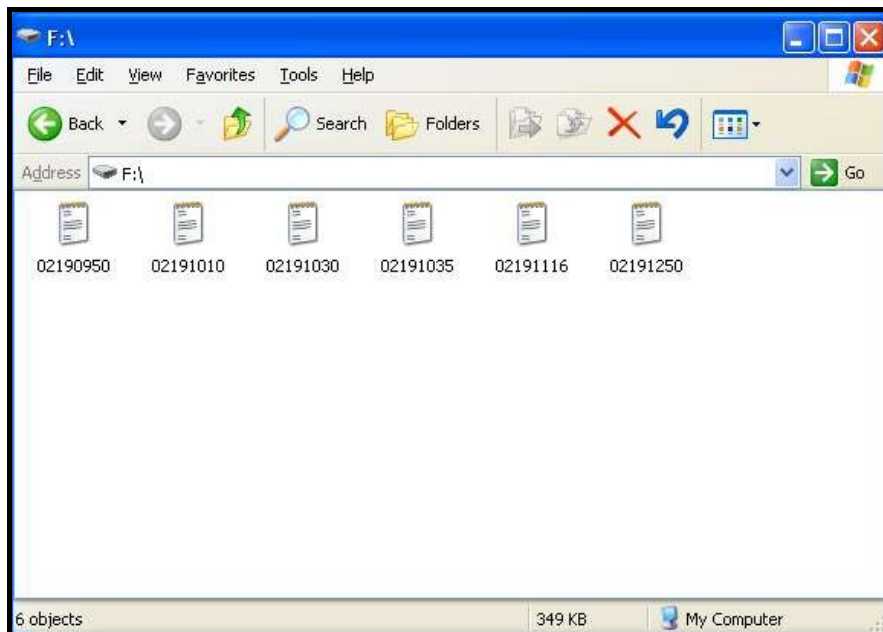 F:\
File Edit View Favorites Tools Help
Back Search Folders
Address F:\ Go
02190950 02191010 02191030 02191035 02191116 02191250
6 objects 349 KB My Computer